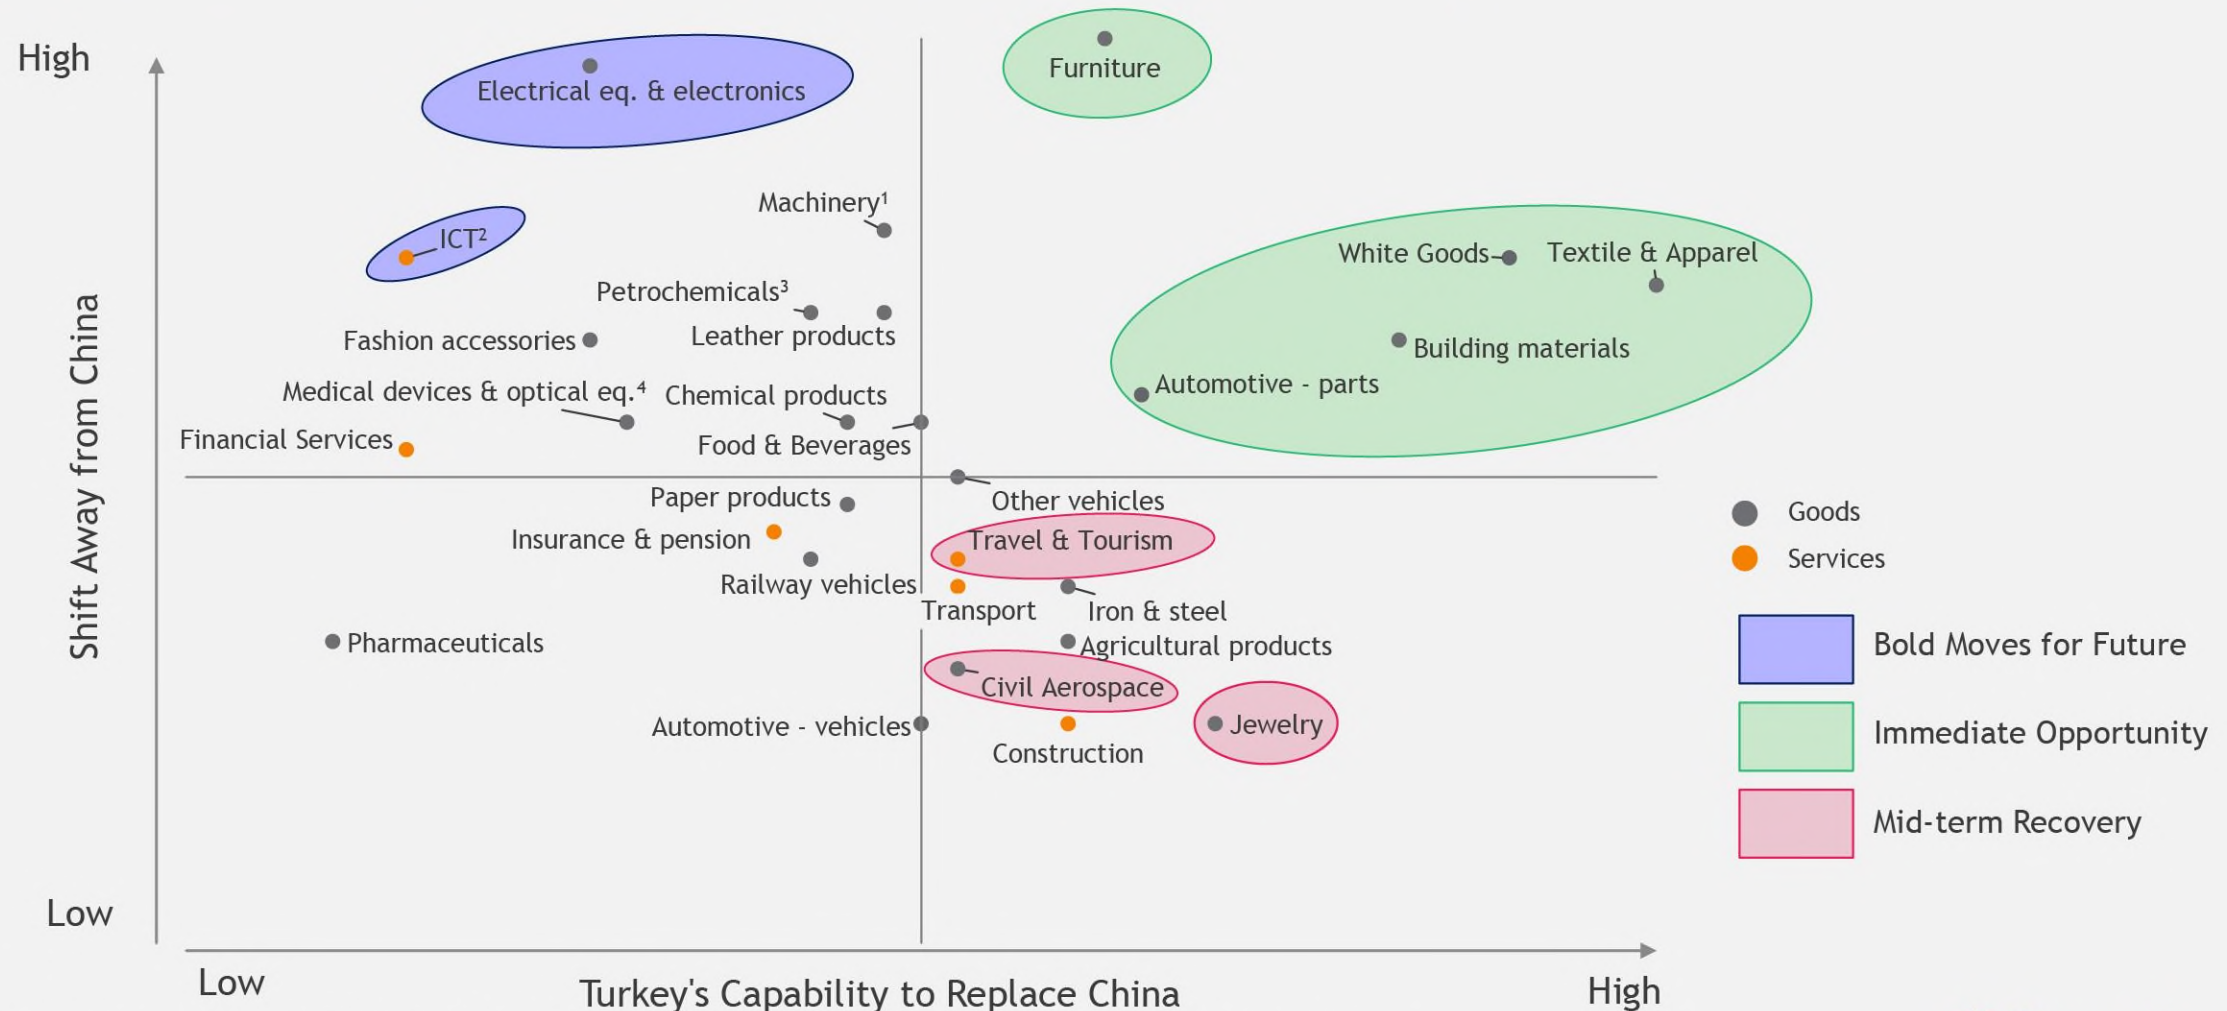 High
Furniture
Electrical eq. & electronics
Machinery¹
ICT²
White Goods
Textile & Apparel
Petrochemicals³
Leather products
Fashion accessories
Building materials
Automotive - parts
Medical devices & optical eq.⁴
Chemical products
Financial Services
Food & Beverages
Shift Away from China
Other vehicles
Paper products
Insurance & pension
Travel & Tourism
Railway vehicles
Transport
Iron & steel
Pharmaceuticals
Agricultural products
Civil Aerospace
Automotive - vehicles
Jewelry
Construction
Goods
Services
Bold Moves for Future
Immediate Opportunity
Mid-term Recovery
Low
Low
Turkey's Capability to Replace China
High